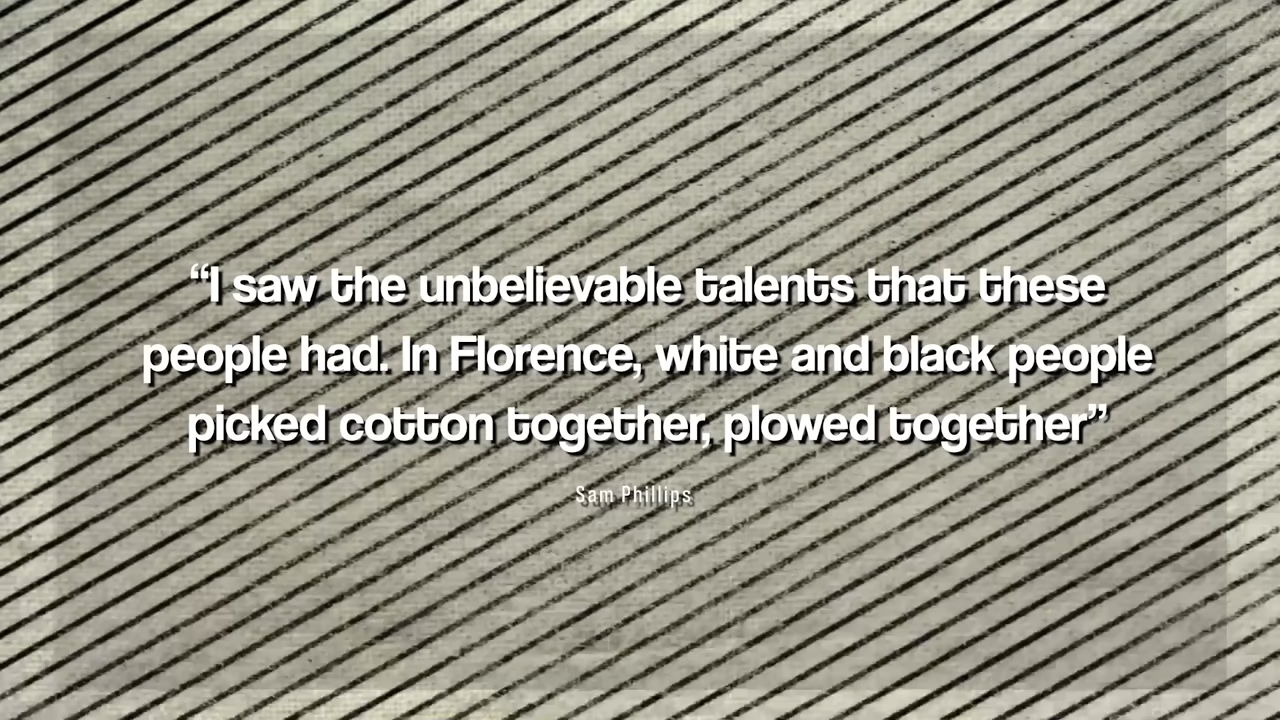 “I saw the unbelievable talents that these
people had. In Florence, white and black people
picked cotton together, plowed together”
Sam Phillips